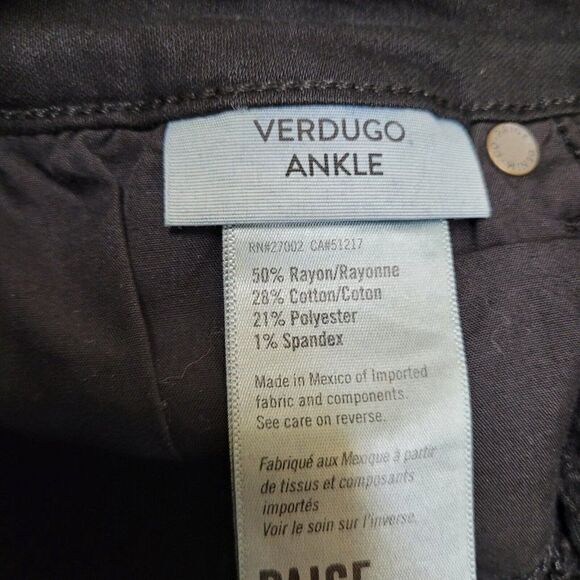 VERDUGO
ANKLE
RN#27002 CA#51217
50% Rayon/Rayonne
28% Cotton/Coton
21% Polyester
1% Spandex
Made in Mexico of Imported
fabric and components.
See care on reverse.
Fabriqué aux Mexique à partir
de tissus et composants
importés
Voir le soin sur l'inverse.
PAIGE